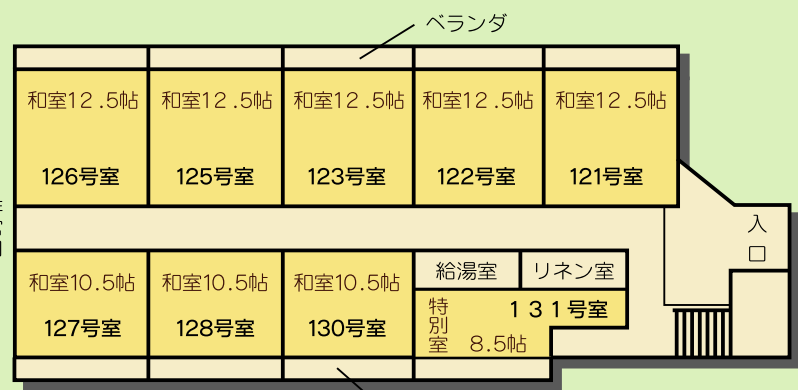 ベランダ
和室12.5帖
和室12.5帖
和室12.5帖
和室12.5帖
和室12.5帖
126号室
125号室
123号室
122号室
121号室
入口
和室10.5帖
和室10.5帖
和室10.5帖
給湯室
リネン室
127号室
128号室
130号室
特別室
131号室
8.5帖